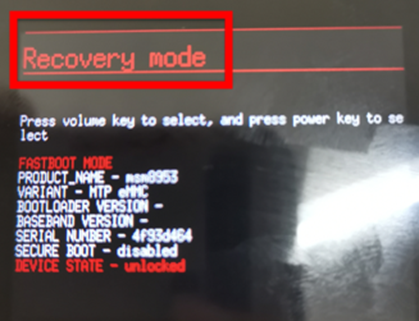 Recovery mode
Press volume key to select, and press power key to se
lect
FASTBOOT MODE
PRODUCT_NAME - msm8953
VARIANT - MTP eMMC
BOOTLOADER VERSION -
BASEBAND VERSION -
SERIAL NUMBER - 4f93d464
SECURE BOOT - disabled
DEVICE STATE - unlocked